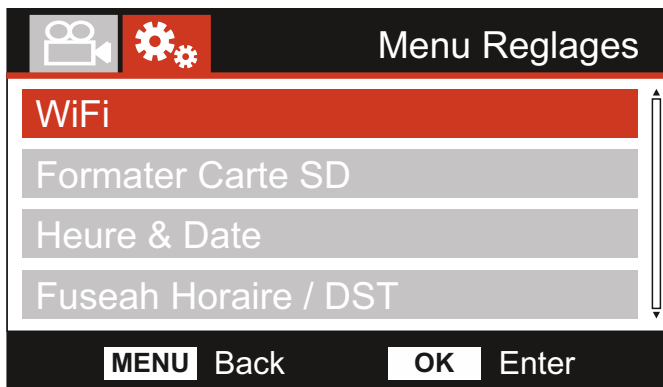 Menu Reglages
WiFi
Formater Carte SD
Heure & Date
Fuseah Horaire / DST
MENU Back OK Enter